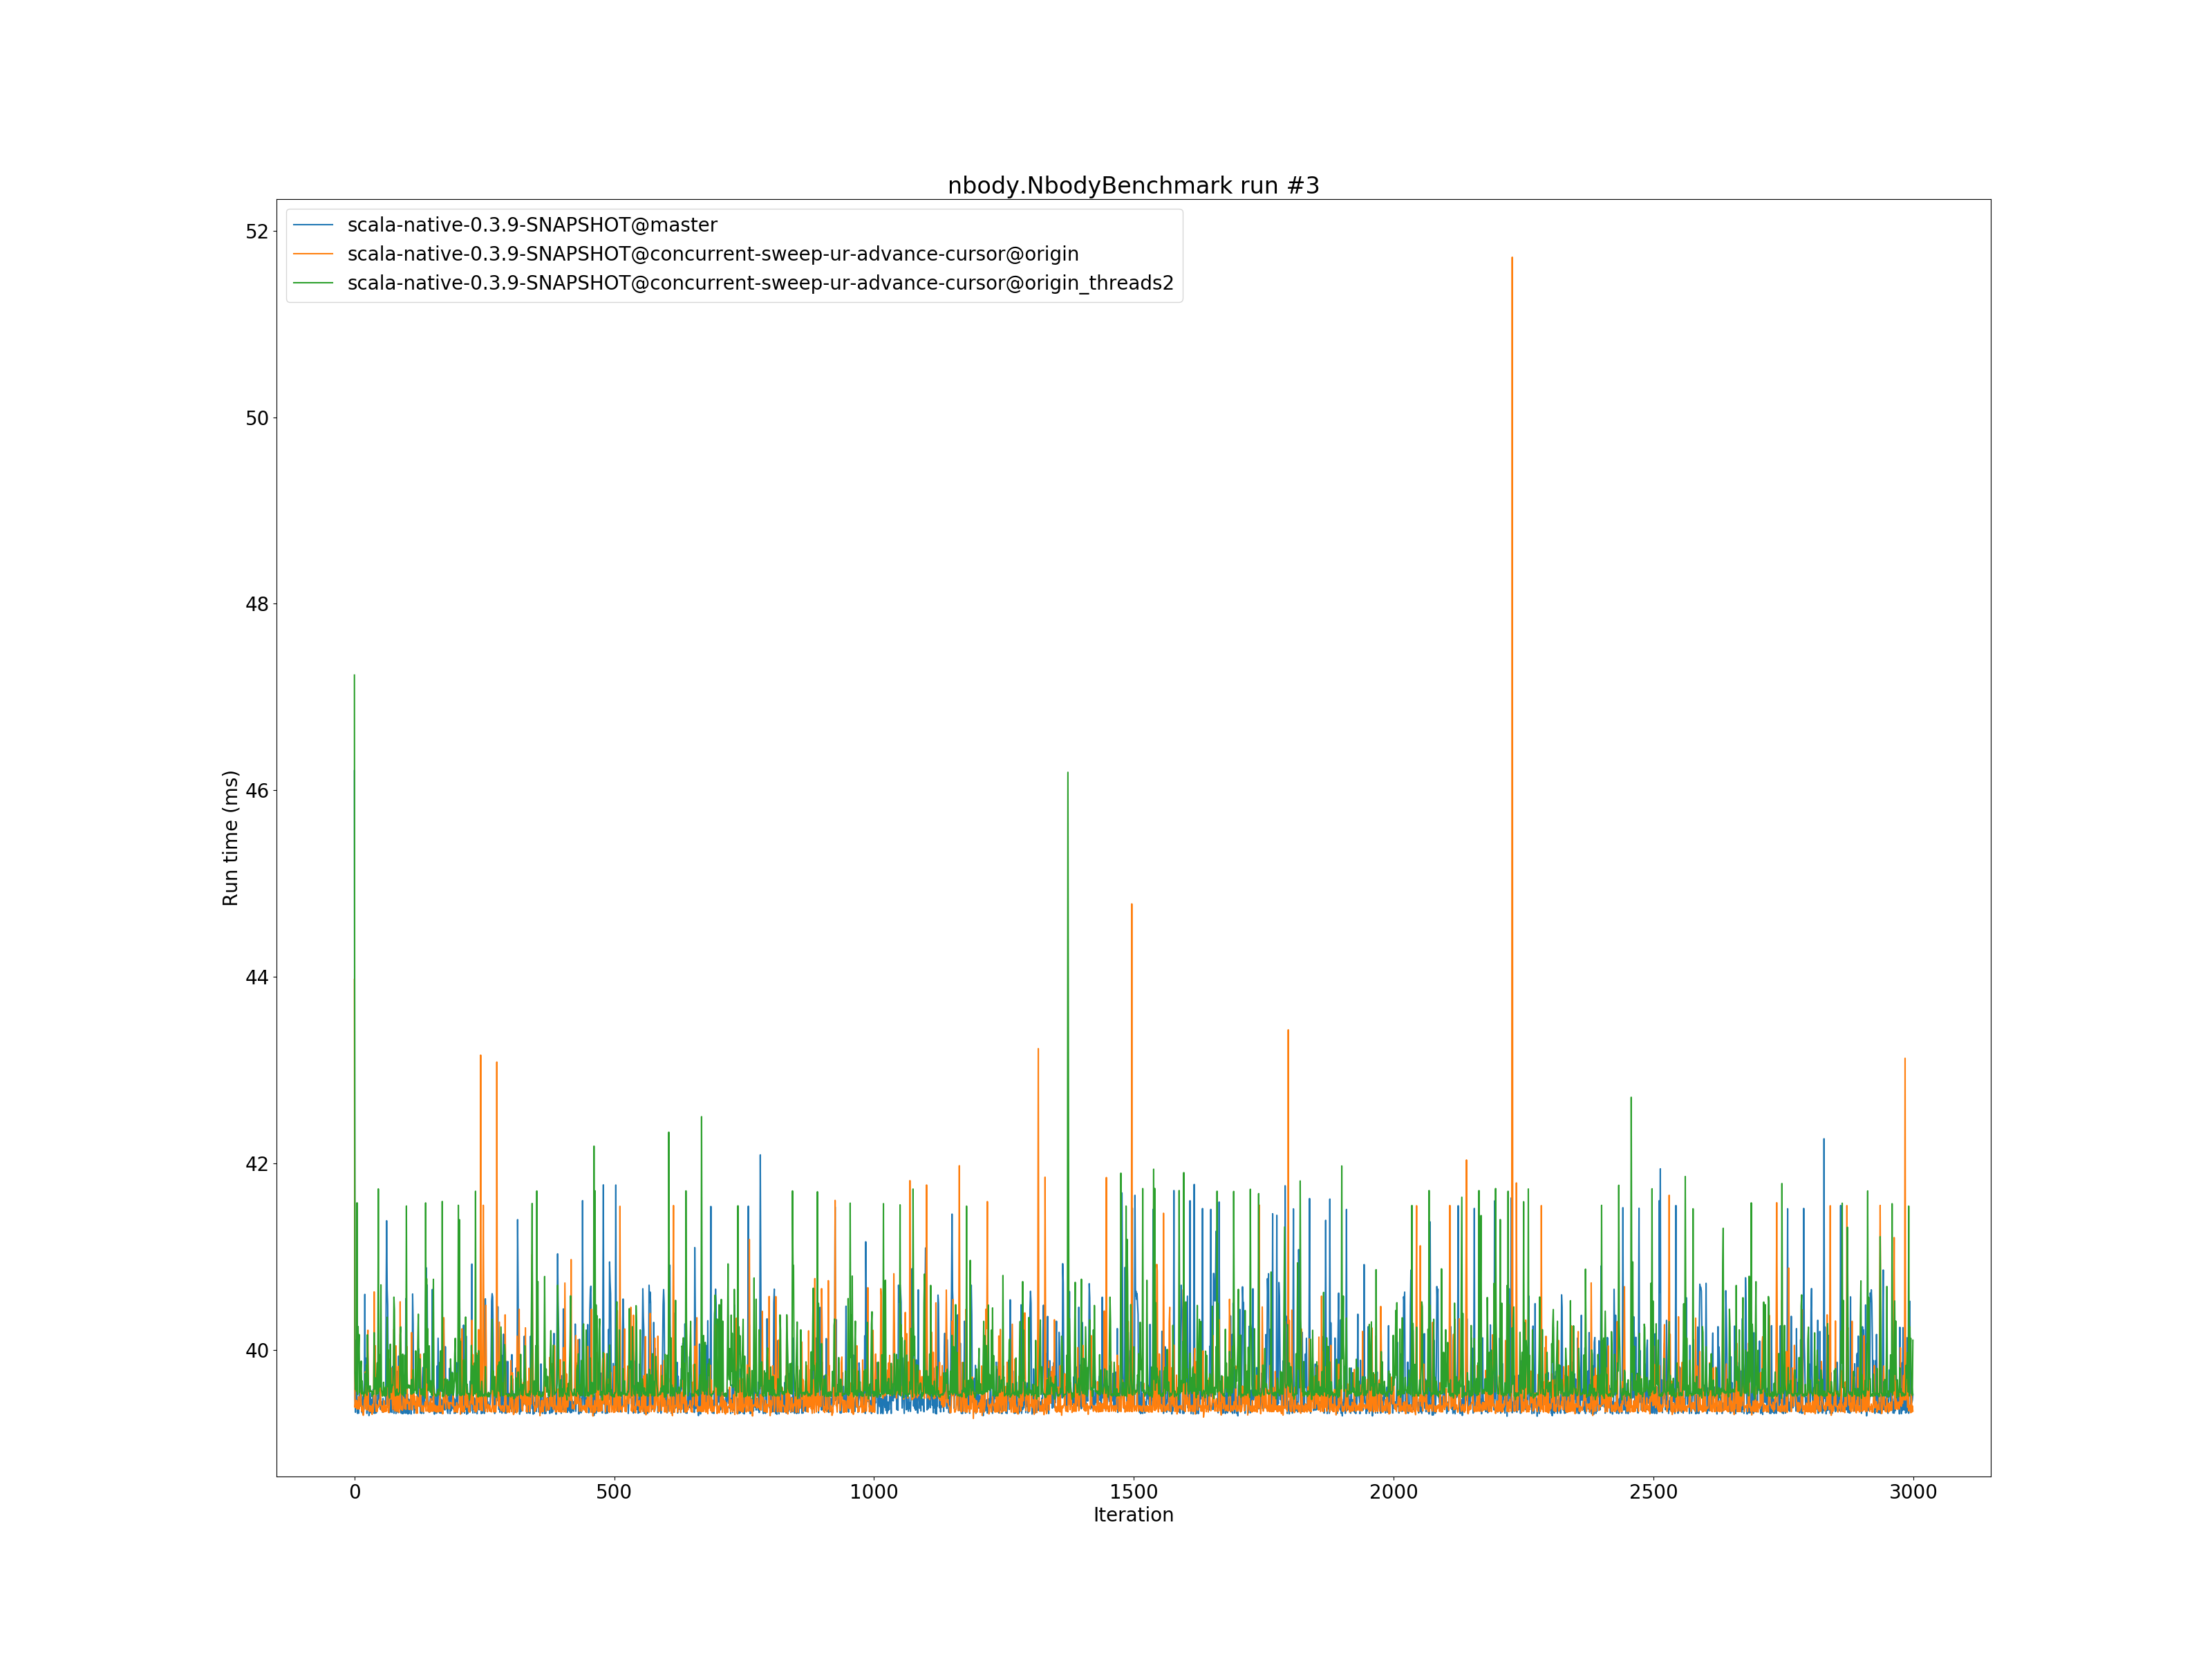 nbody.NbodyBenchmark run #3
scala-native-0.3.9-SNAPSHOT@master
scala-native-0.3.9-SNAPSHOT@concurrent-sweep-ur-advance-cursor@origin
scala-native-0.3.9-SNAPSHOT@concurrent-sweep-ur-advance-cursor@origin_threads2
52
50
48
46
44
42
40
Run time (ms)
0 500 1000 1500 2000 2500 3000
Iteration